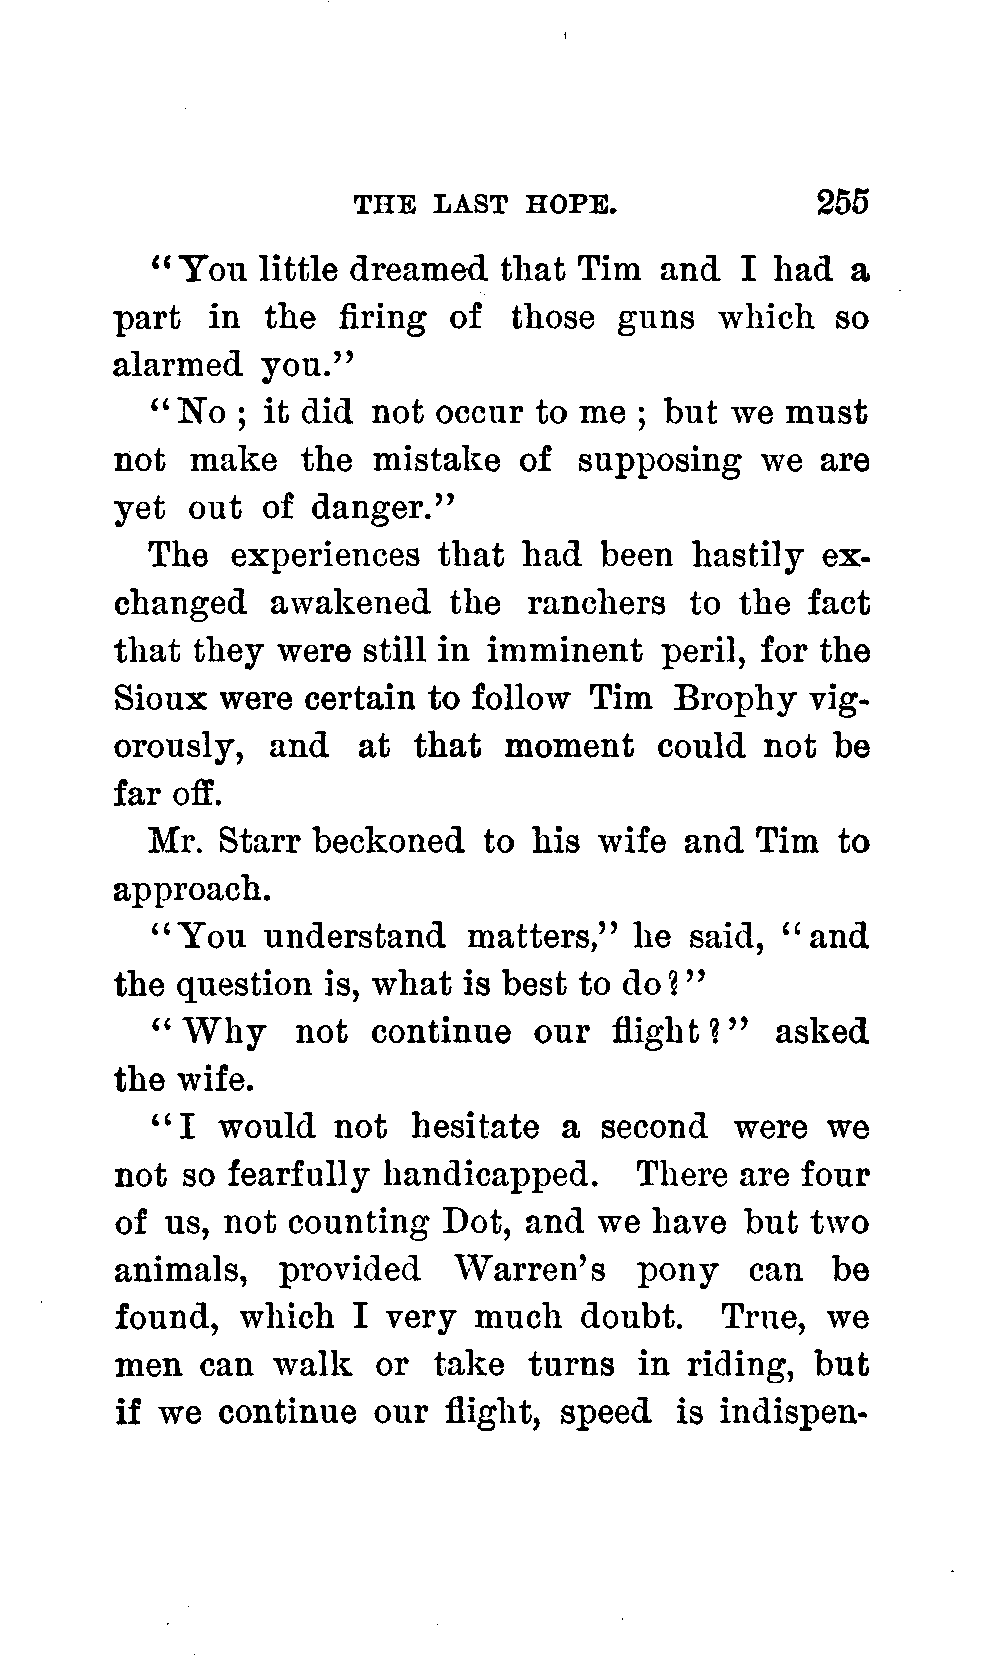 THE LAST HOPE. 255
"You little dreamed that Tim and I had a
part in the firing of those guns which so
alarmed you."
"No ; it did not occur to me ; but we must
not make the mistake of supposing we are
yet out of danger."
The experiences that had been hastily ex-
changed awakened the ranchers to the fact
that they were still in imminent peril, for the
Sioux were certain to follow Tim Brophy vig-
orously, and at that moment could not be
far off.
Mr. Starr beckoned to his wife and Tim to
approach.
"You understand matters," he said, "and
the question is, what is best to do?"
"Why not continue our flight?" asked
the wife.
"I would not hesitate a second were we
not so fearfully handicapped. There are four
of us, not counting Dot, and we have but two
animals, provided Warren's pony can be
found, which I very much doubt. True, we
men can walk or take turns in riding, but
if we continue our flight, speed is indispen-